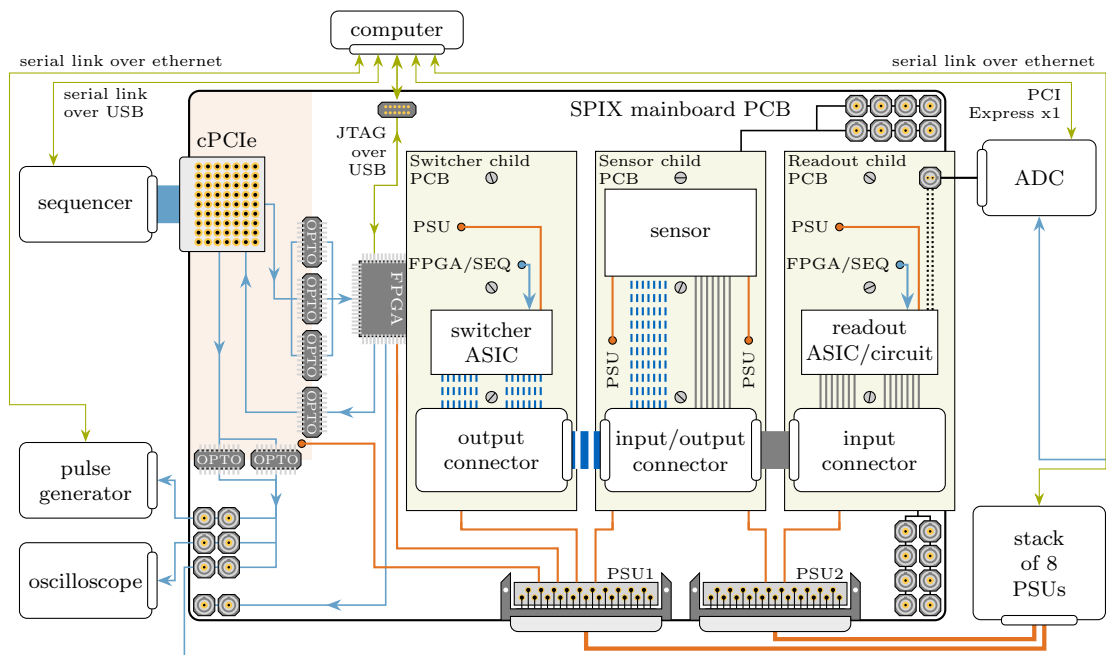 computer
serial link over ethernet
serial link over ethernet
serial link
over USB
SPIX mainboard PCB
PCI
Express x1
cPCIe
JTAG
over
USB
Switcher child
PCB
Sensor child
PCB
Readout child
PCB
sequencer
ADC
OPTO
OPTO
OPTO
OPTO
FPGA
PSU
FPGA/SEQ
switcher
ASIC
sensor
PSU
PSU
PSU
FPGA/SEQ
readout
ASIC/circuit
output
connector
input/output
connector
input
connector
OPTO
OPTO
pulse
generator
oscilloscope
PSU1
PSU2
stack
of 8
PSUs